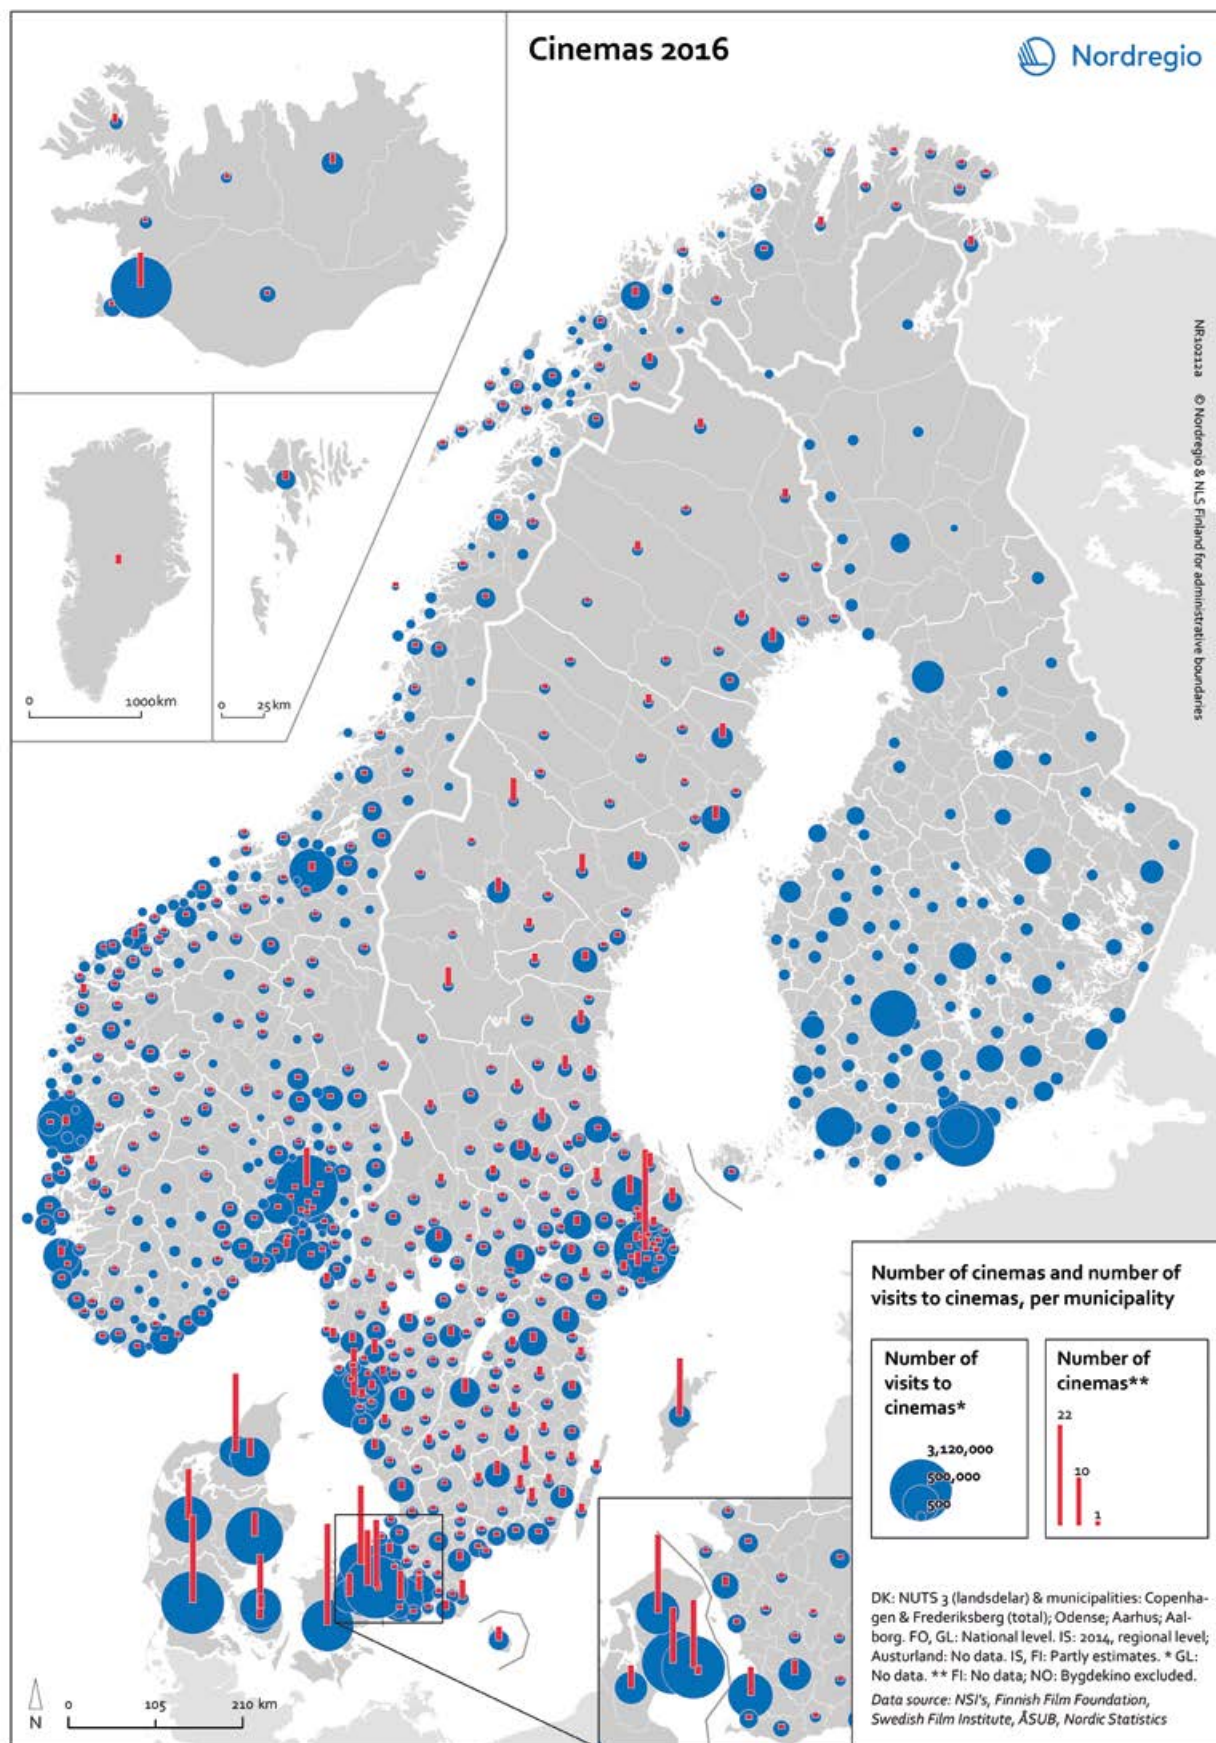 Cinemas 2016
Nordregio
0
1000km
0
25km
NR10212a © Nordregio & NLS Finland for administrative boundaries
Number of cinemas and number of
visits to cinemas, per municipality
Number of
visits to
cinemas*
3,120,000
500,000
500
Number of
cinemas**
22
10
1
DK: NUTS 3 (landsdelar) & municipalities: Copenha-
gen & Frederiksberg (total); Odense; Aarhus; Aal-
borg. FO, GL: National level. IS: 2014, regional level;
Austurland: No data. IS, FI: Partly estimates. * GL:
No data. ** FI: No data; NO: Bygdekino excluded.
Data source: NSI's, Finnish Film Foundation,
Swedish Film Institute, ÅSUB, Nordic Statistics
N
0
105
210 km